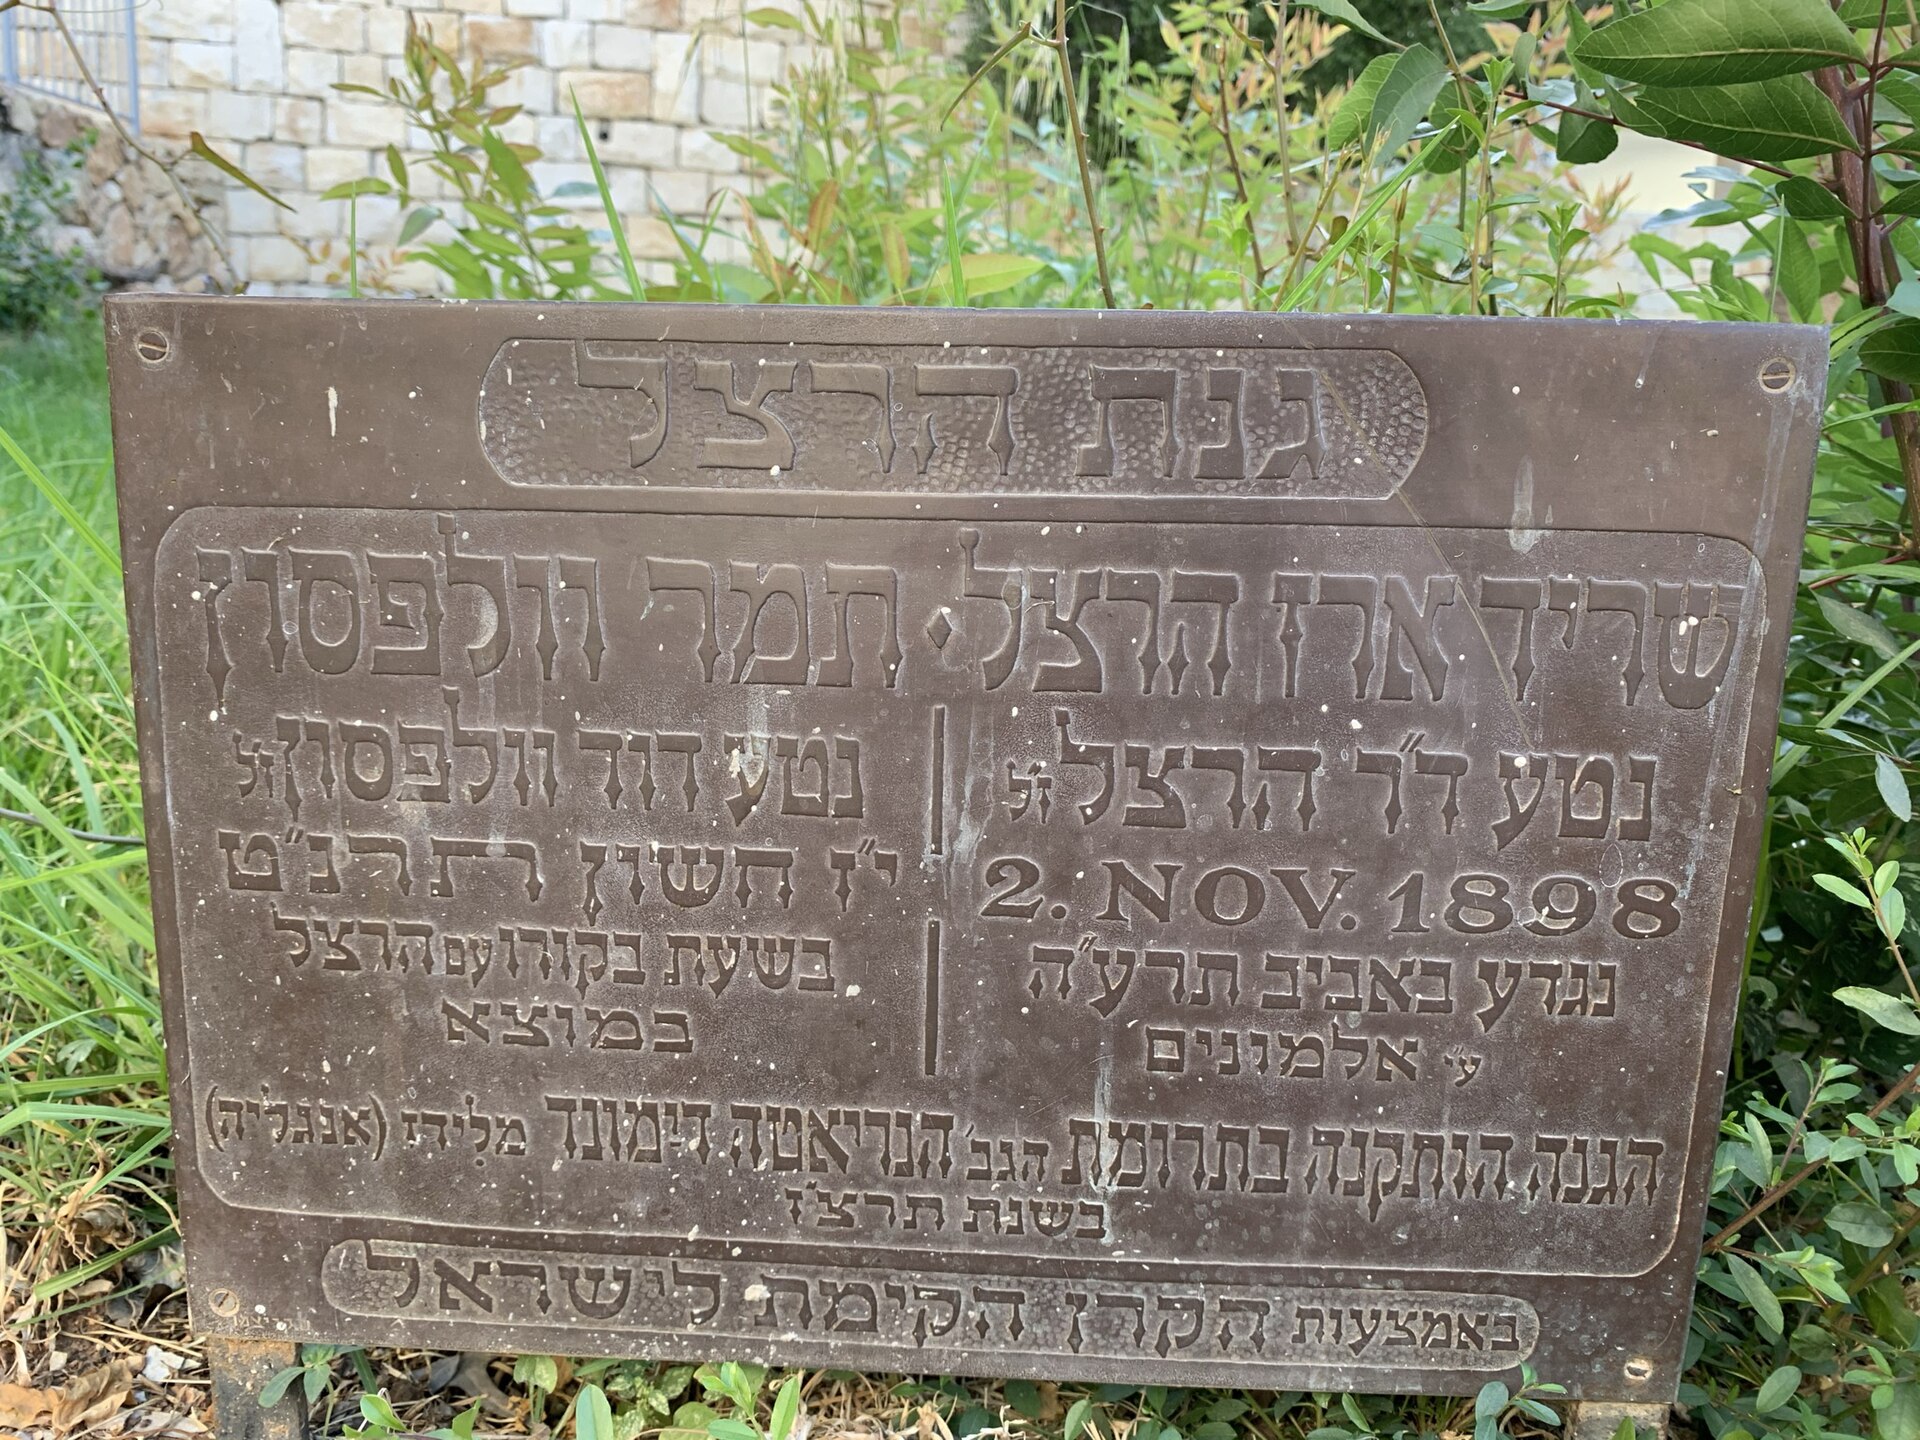 גנת הרצל
שריד ארז הרצל ⬥ תמר וולפסון
נטע ד״ר הרצל ז״ל
2. NOV. 1898
נגדע באביב תרע״ה
ע״י אלמונים
נטע דוד וולפסון ז״ל
י״ז חשון רתרנ״ט
בשעת בקורו עם הרצל
במוצא
הגנה הותקנה בתרומת הגב׳ הנריאטה דימונד מלידז (אנגליה)
בשנת תרצ״ז
באמצעות הקרן הקימת לישראל